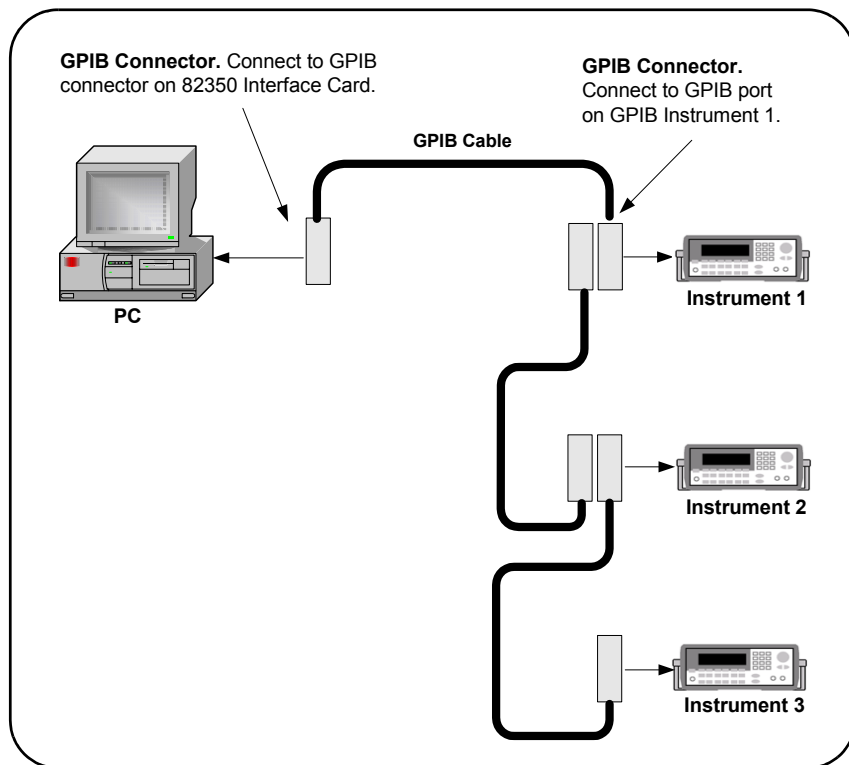 GPIB Connector. Connect to GPIB
connector on 82350 Interface Card.
GPIB Connector.
Connect to GPIB port
on GPIB Instrument 1.
GPIB Cable
PC
Instrument 1
Instrument 2
Instrument 3